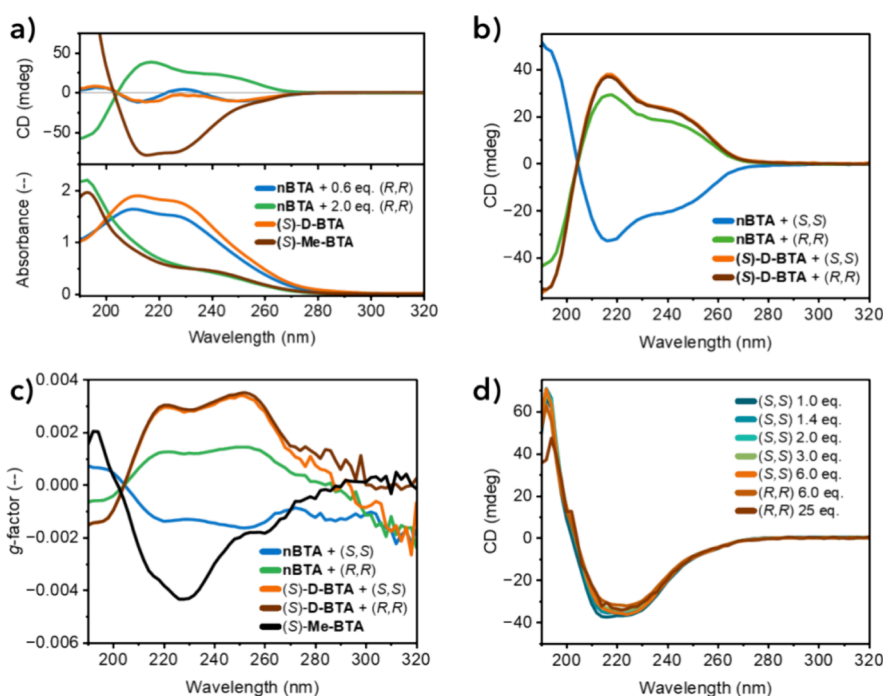 a)
50
0
−50
CD (mdeg)
2
1
0
Absorbance (--)
nBTA + 0.6 eq. (R,R)
nBTA + 2.0 eq. (R,R)
(S)-D-BTA
(S)-Me-BTA
200 220 240 260 280 300 320
Wavelength (nm)
b)
40
20
0
−20
−40
CD (mdeg)
nBTA + (S,S)
nBTA + (R,R)
(S)-D-BTA + (S,S)
(S)-D-BTA + (R,R)
200 220 240 260 280 300 320
Wavelength (nm)
c)
0.004
0.002
0.000
−0.002
−0.004
−0.006
g-factor (--)
nBTA + (S,S)
nBTA + (R,R)
(S)-D-BTA + (S,S)
(S)-D-BTA + (R,R)
(S)-Me-BTA
200 220 240 260 280 300 320
Wavelength (nm)
d)
60
40
20
0
−20
−40
CD (mdeg)
(S,S) 1.0 eq.
(S,S) 1.4 eq.
(S,S) 2.0 eq.
(S,S) 3.0 eq.
(S,S) 6.0 eq.
(R,R) 6.0 eq.
(R,R) 25 eq.
200 220 240 260 280 300 320
Wavelength (nm)